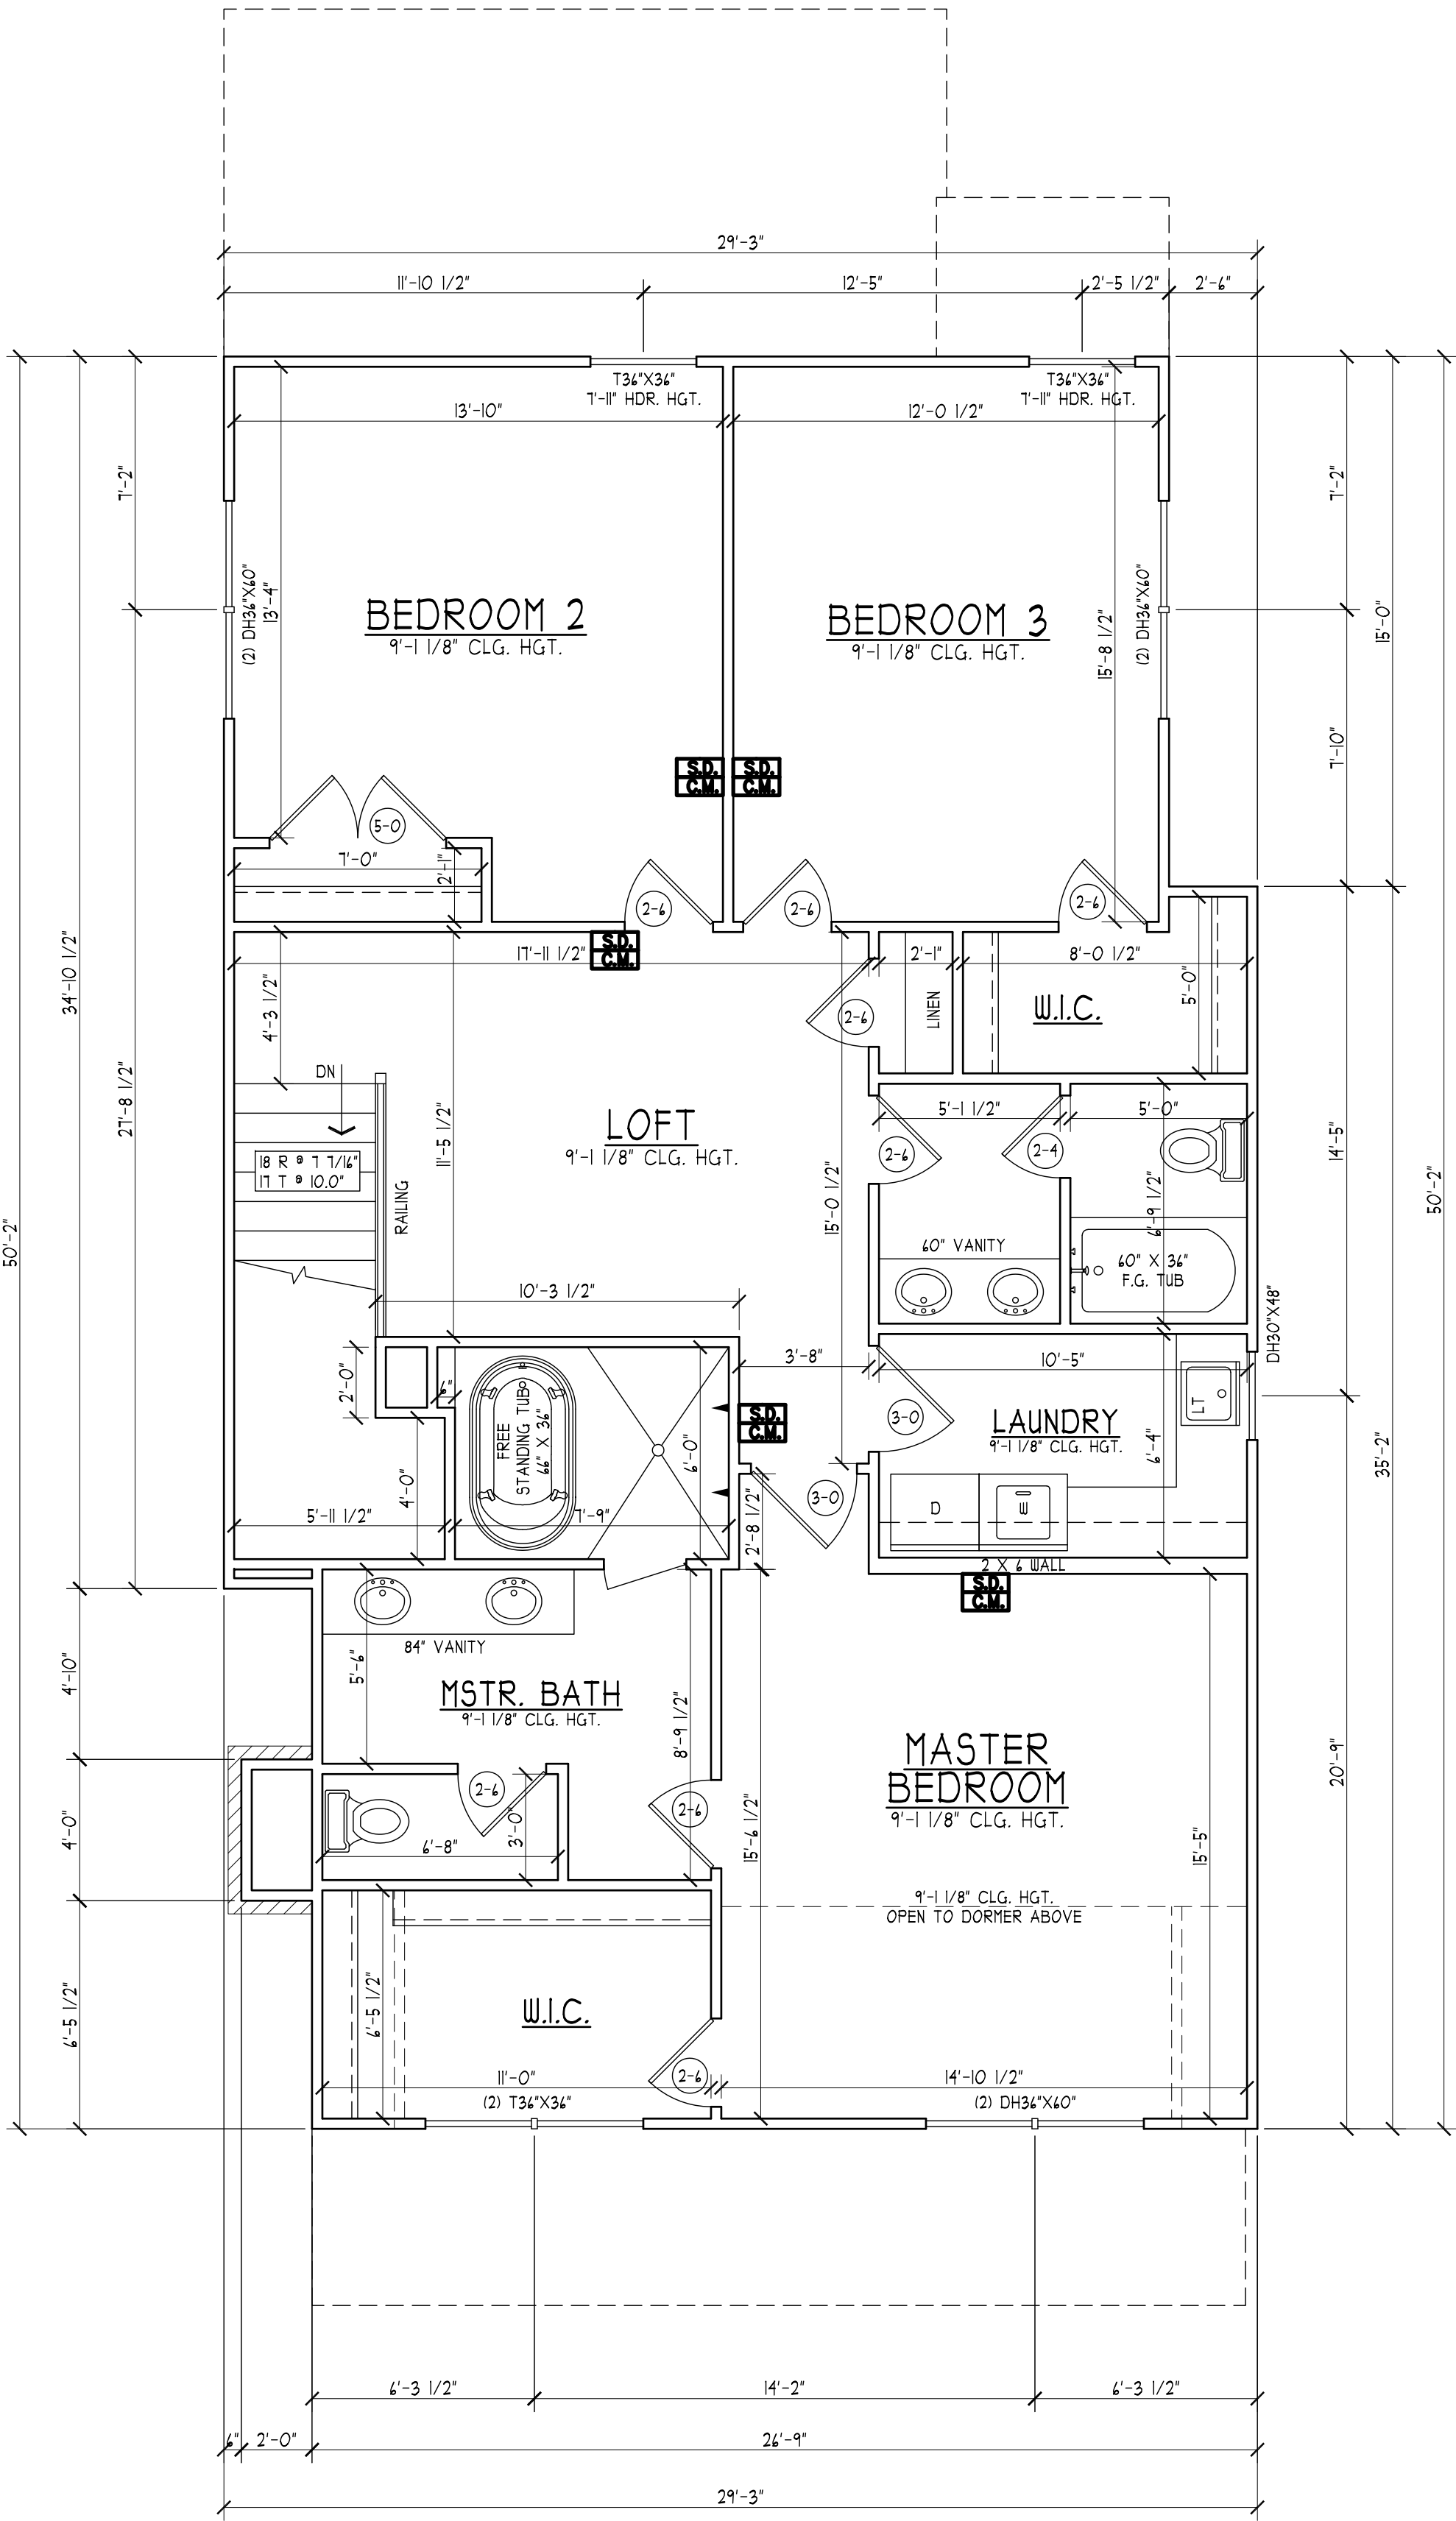 29'-3"
11'-10 1/2"
12'-5"
2'-5 1/2"
2'-6"
T36"X36"
7'-11" HDR. HGT.
T36"X36"
7'-11" HDR. HGT.
13'-10"
12'-0 1/2"
7'-2"
7'-2"
(2) DH36"X60"
13'-4"
BEDROOM 2
9'-1 1/8" CLG. HGT.
BEDROOM 3
9'-1 1/8" CLG. HGT.
15'-8 1/2"
(2) DH36"X60"
15'-0"
7'-10"
S.D.
C.M.
S.D.
C.M.
5-0
7'-0"
2'-1"
2-6
2-6
2-6
34'-10 1/2"
S.D.
C.M.
17'-11 1/2"
2'-1"
8'-0 1/2"
4'-3 1/2"
2-6
LINEN
W.I.C.
5'-0"
27'-8 1/2"
DN
18 R @ 7 7/16"
17 T @ 10.0"
RAILING
11'-5 1/2"
LOFT
9'-1 1/8" CLG. HGT.
15'-0 1/2"
5'-1 1/2"
5'-0"
2-6
2-4
6'-9 1/2"
14'-5"
50'-2"
50'-2"
60" VANITY
60" X 36"
F.G. TUB
10'-3 1/2"
DH30"X48"
3'-8"
10'-5"
2'-0"
6"
FREE
STANDING TUB
66" X 36"
6'-0"
S.D.
C.M.
3-0
LAUNDRY
9'-1 1/8" CLG. HGT.
6'-4"
LT
35'-2"
4'-0"
5'-11 1/2"
7'-9"
2'-8 1/2"
3-0
D
W
2 X 6 WALL
S.D.
C.M.
84" VANITY
5'-6"
4'-10"
MSTR. BATH
9'-1 1/8" CLG. HGT.
8'-9 1/2"
MASTER
BEDROOM
9'-1 1/8" CLG. HGT.
20'-9"
2-6
2-6
4'-0"
6'-8"
3'-0"
15'-6 1/2"
15'-5"
9'-1 1/8" CLG. HGT.
OPEN TO DORMER ABOVE
6'-5 1/2"
6'-5 1/2"
W.I.C.
11'-0"
2-6
14'-10 1/2"
(2) T36"X36"
(2) DH36"X60"
6'-3 1/2"
14'-2"
6'-3 1/2"
6"
2'-0"
26'-9"
29'-3"